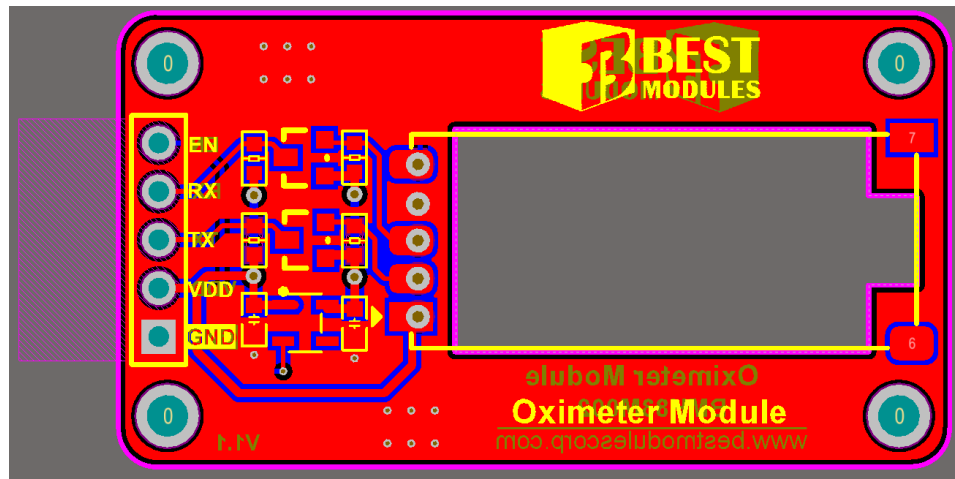 0
0
BEST
MODULES
7
EN
RX
TX
VDD
GND
6
Oximeter Module
Oximeter Module
0
0
V1.1
www.bestmodulescorp.com